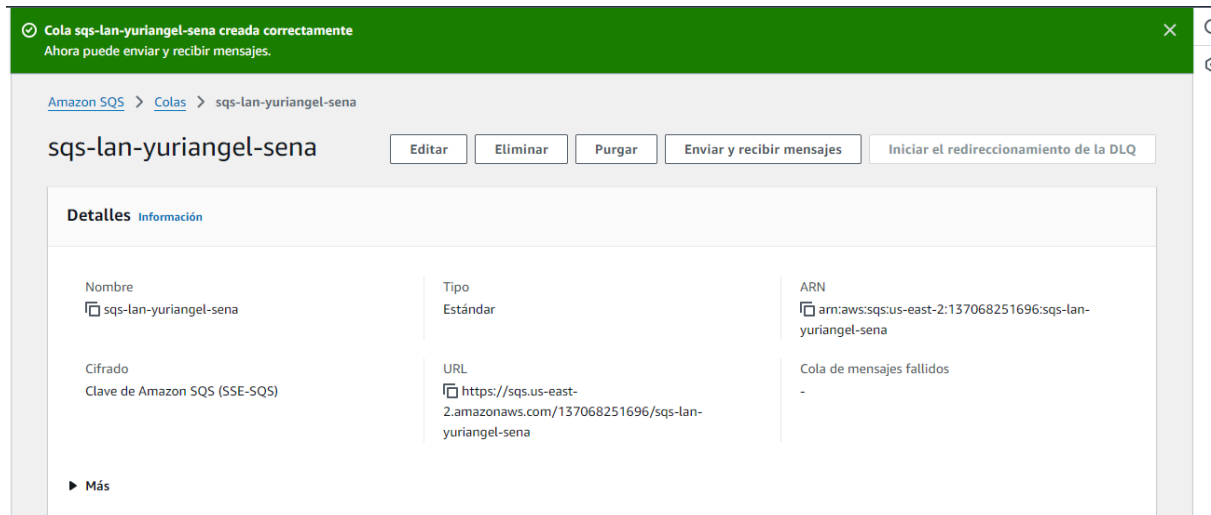 Cola sqs-lan-yuriangel-sena creada correctamente
Ahora puede enviar y recibir mensajes.
Amazon SQS > Colas > sqs-lan-yuriangel-sena
sqs-lan-yuriangel-sena
Editar
Eliminar
Purgar
Enviar y recibir mensajes
Iniciar el redireccionamiento de la DLQ
Detalles Información
Nombre
sqs-lan-yuriangel-sena
Tipo
Estándar
ARN
arn:aws:sqs:us-east-2:137068251696:sqs-lan-
yuriangel-sena
Cifrado
Clave de Amazon SQS (SSE-SQS)
URL
https://sqs.us-east-
2.amazonaws.com/137068251696/sqs-lan-
yuriangel-sena
Cola de mensajes fallidos
-
Más